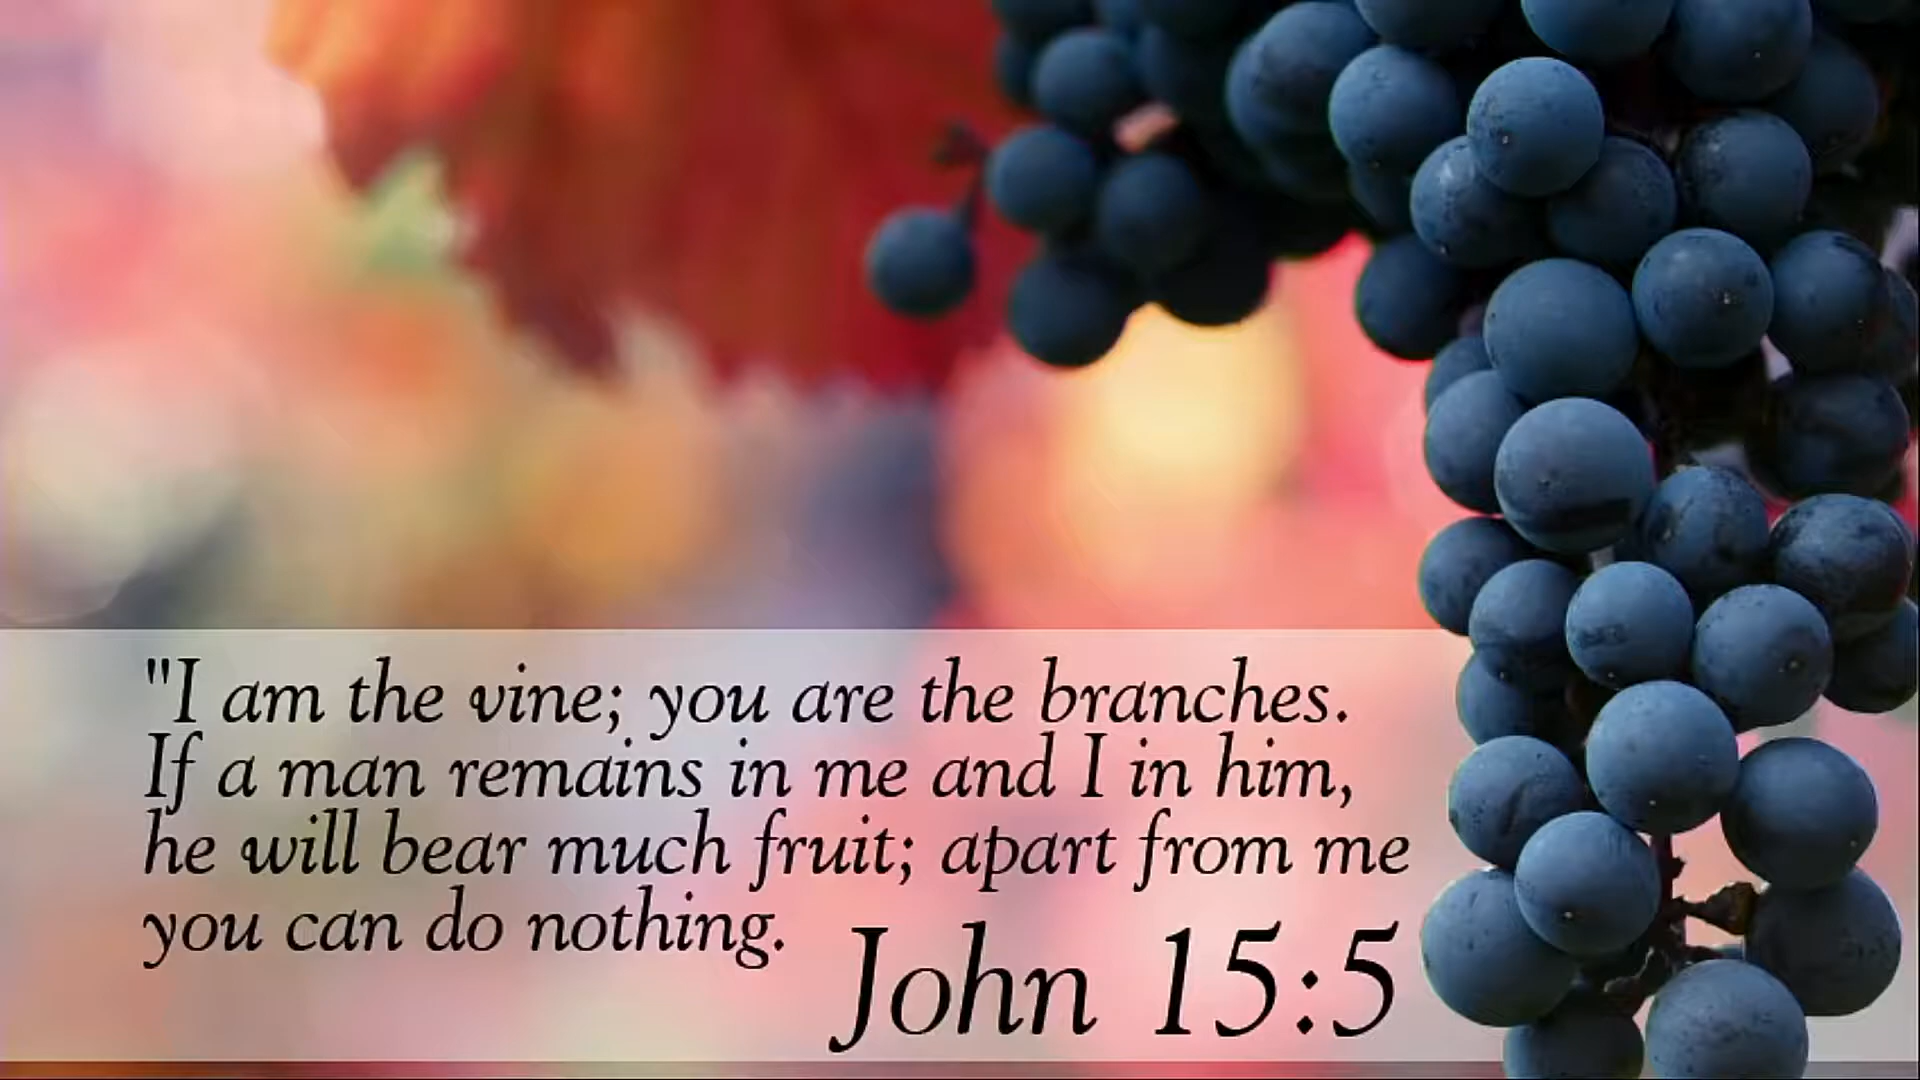 "I am the vine; you are the branches.
If a man remains in me and I in him,
he will bear much fruit; apart from me
you can do nothing.
John 15:5